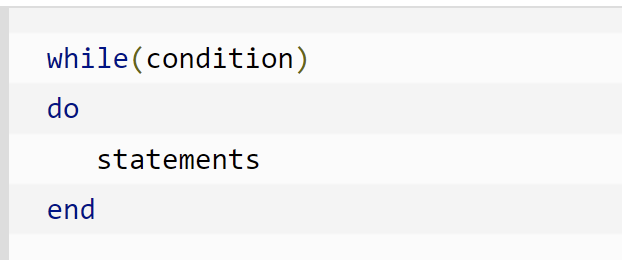 while(condition)
do
   statements
end